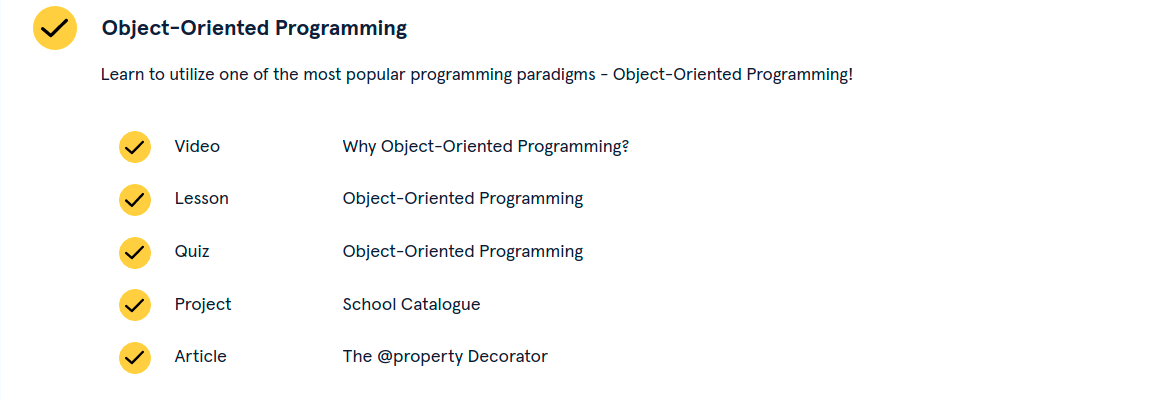 Object-Oriented Programming
Learn to utilize one of the most popular programming paradigms - Object-Oriented Programming!
Video Why Object-Oriented Programming?
Lesson Object-Oriented Programming
Quiz Object-Oriented Programming
Project School Catalogue
Article The @property Decorator